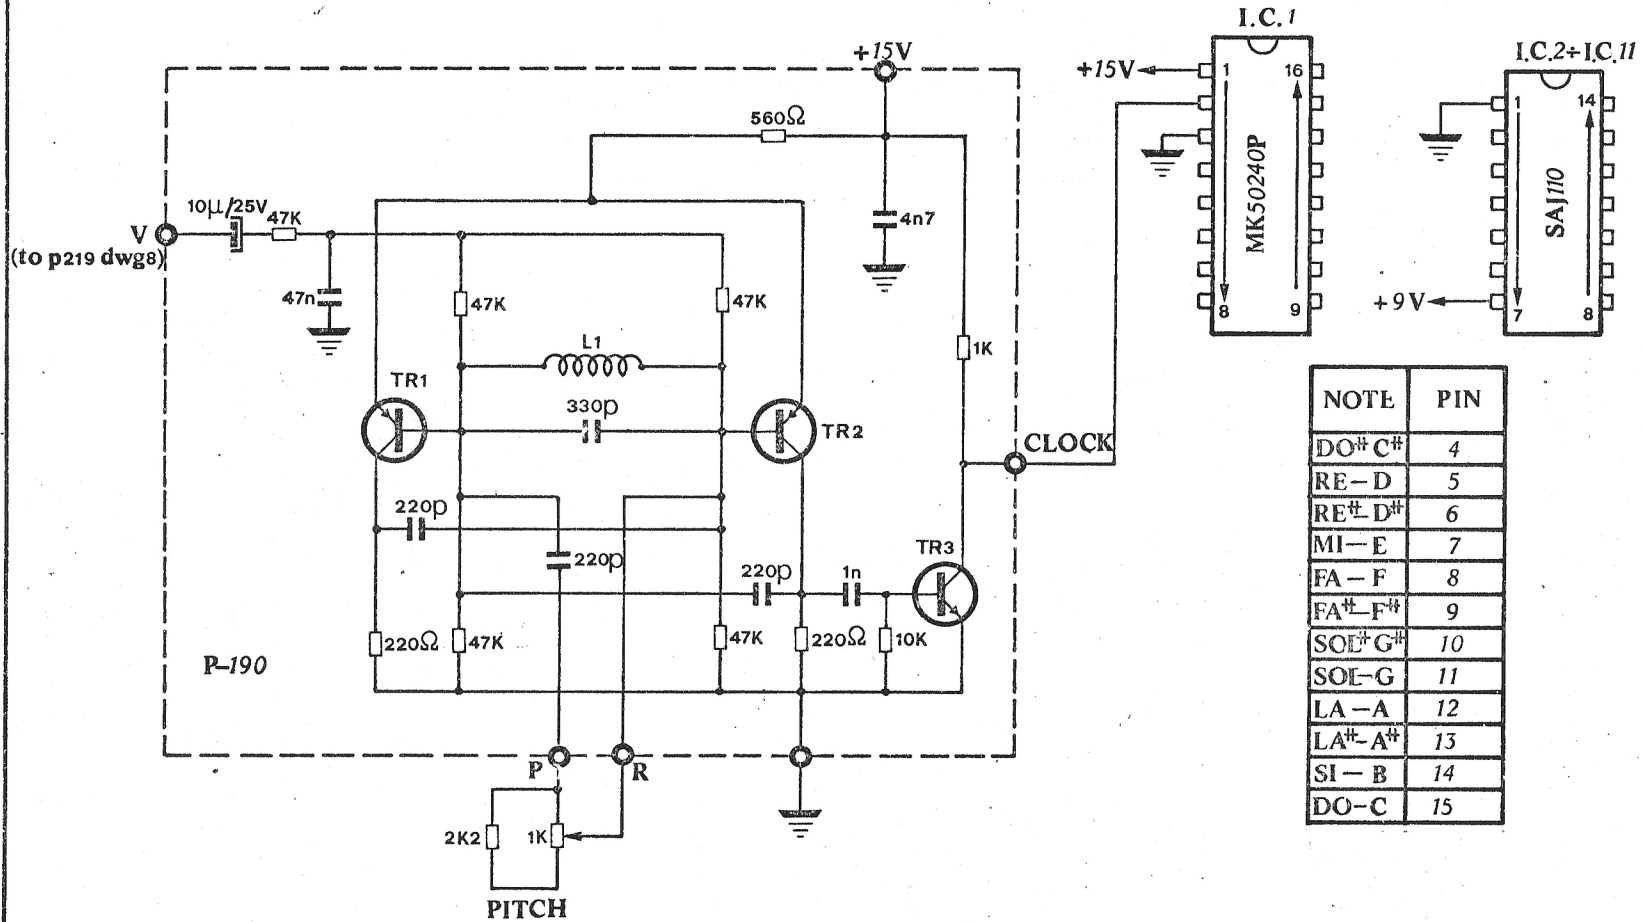 I.C.1
+15V
I.C.2÷I.C.11
+15V
1
16
1
14
560Ω
10µ/25V
47K
4n7
V
(to p219 dwg8)
MK50240P
SAJ110
47n
47K
47K
+9V
8
9
7
8
L1
1K
TR1
330p
TR2
CLOCK
NOTE PIN
DO# C# 4
RE-D 5
RE#-D# 6
MI-E 7
FA-F 8
FA#-F# 9
SOL# G# 10
SOL-G 11
LA-A 12
LA#-A# 13
SI-B 14
DO-C 15
220p
220p
220p
1n
TR3
220Ω
47K
47K
220Ω
10K
P-190
P
R
2K2
1K
PITCH